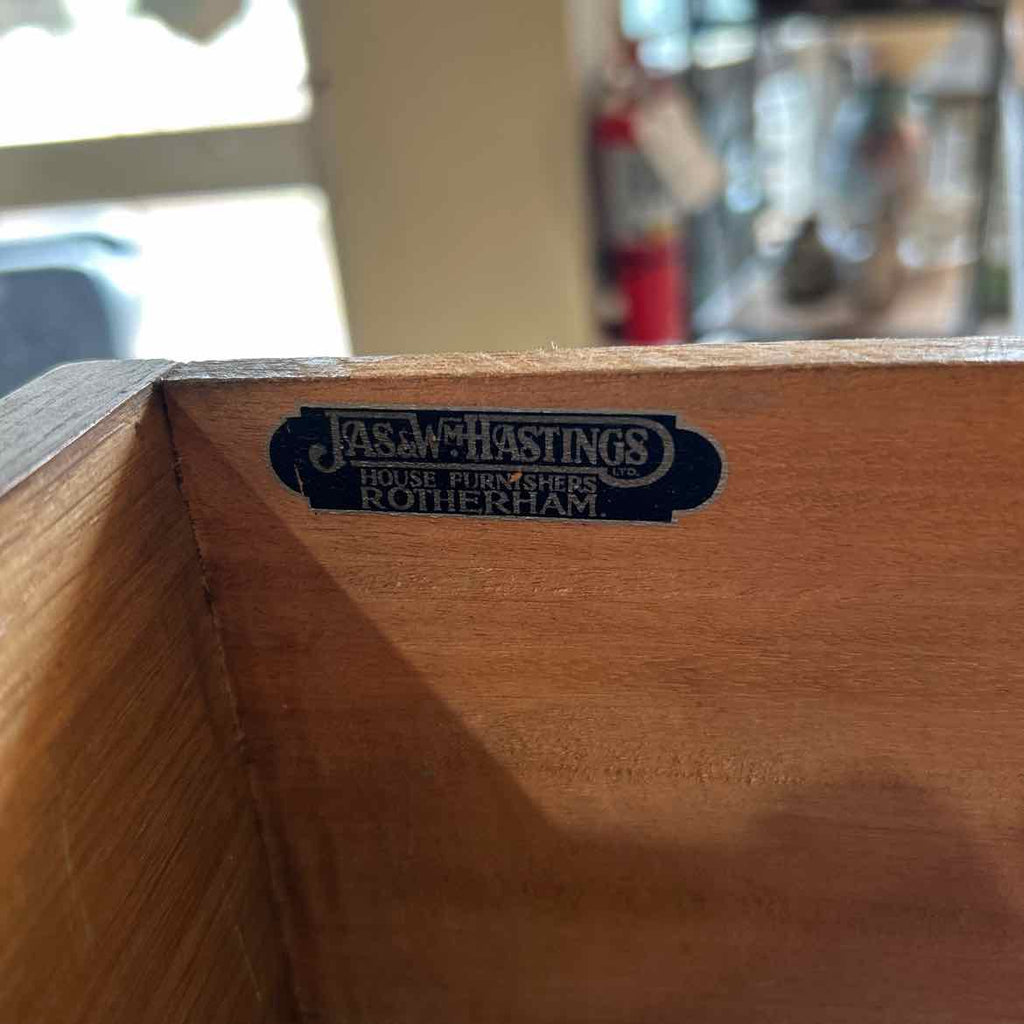 JAS. & WM. HASTINGS LTD.
HOUSE FURNISHERS
ROTHERHAM.